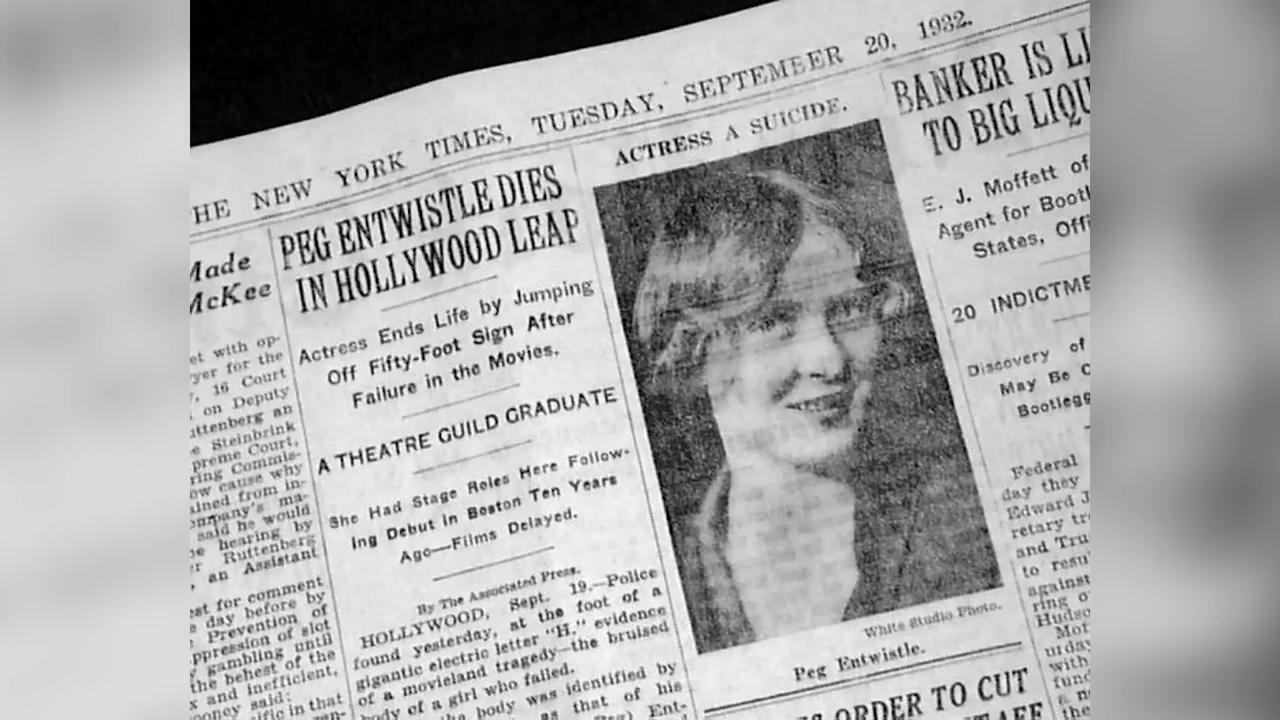 HE NEW YORK TIMES, TUESDAY, SEPTEMBER 20, 1932.
Made
McKee
et with op-
yer for the
, 16 Court
on Deputy
uttenberg an
e Steinbrink
preme Court,
ring Commis-
ow cause why
ained from in-
ompany's ma-
said he would
e hearing by
r Ruttenberg
, an Assistant
est for comment
e day before by
Prevention of
ppression of slot
gambling until
the behest of the
and inefficient,
ooney said:
ific in that
PEG ENTWISTLE DIES
IN HOLLYWOOD LEAP
Actress Ends Life by Jumping
Off Fifty-Foot Sign After
Failure in the Movies.
A THEATRE GUILD GRADUATE
She Had Stage Roles Here Follow-
ing Debut in Boston Ten Years
Ago—Films Delayed.
By The Associated Press.
HOLLYWOOD, Sept. 19.—Police
found yesterday, at the foot of a
gigantic electric letter "H," evidence
of a movieland tragedy—the bruised
body of a girl who failed.
body was identified by
as that of his
Peg) Ent-
ACTRESS A SUICIDE.
White Studio Photo.
Peg Entwistle.
ORDER TO CUT
BANKER IS LI
TO BIG LIQU
E. J. Moffett of
Agent for Bootl
States, Offi
20 INDICTME
Discovery of
May Be C
Bootlegg
Federal
day they
Edward J
retary tr
and Tru
to resu
against
ring o
Hudso
Mof
urday
with
fund
a n
the